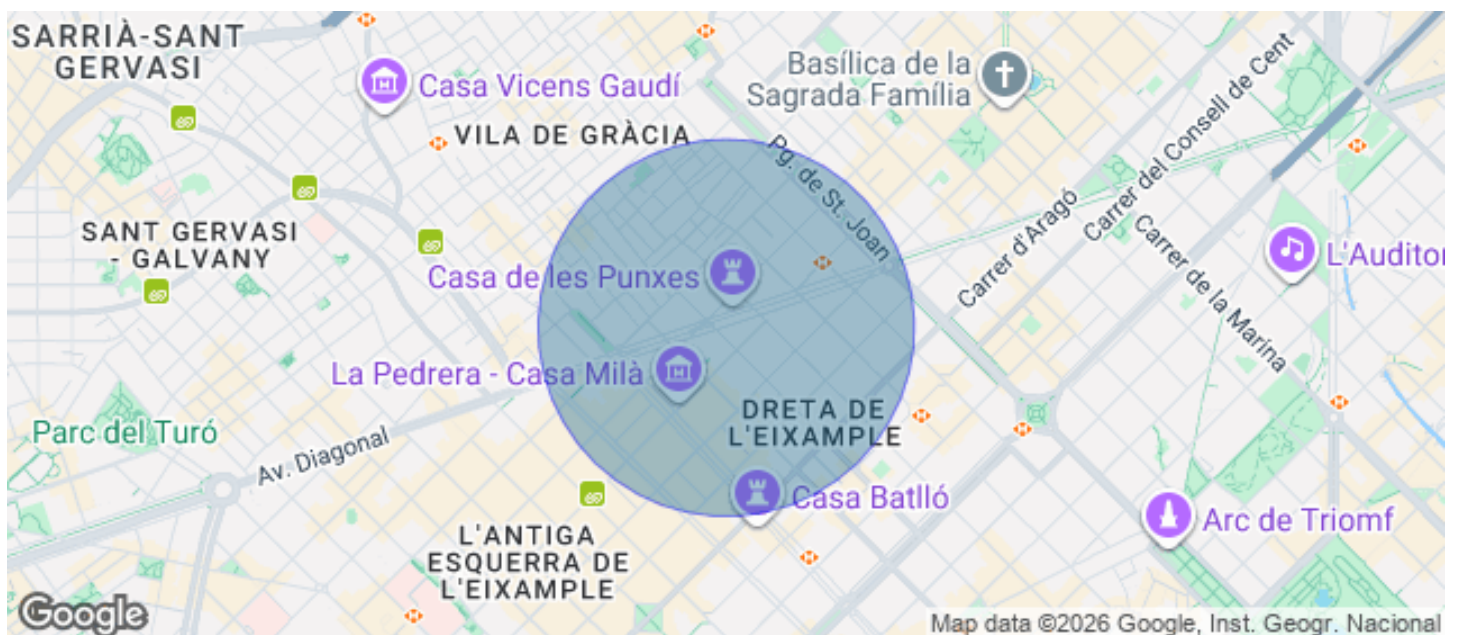 SARRIÀ-SANT
GERVASI
Casa Vicens Gaudí
Basílica de la
Sagrada Família
VILA DE GRÀCIA
Pg. de St. Joan
Carrer del Consell de Cent
Carrer d'Aragó
Carrer de la Marina
SANT GERVASI
- GALVANY
L'Auditor
Casa de les Punxes
La Pedrera - Casa Milà
DRETA DE
L'EIXAMPLE
Parc del Turó
Av. Diagonal
Casa Batlló
Arc de Triomf
L'ANTIGA
ESQUERRA DE
L'EIXAMPLE
Google
Map data ©2026 Google, Inst. Geogr. Nacional